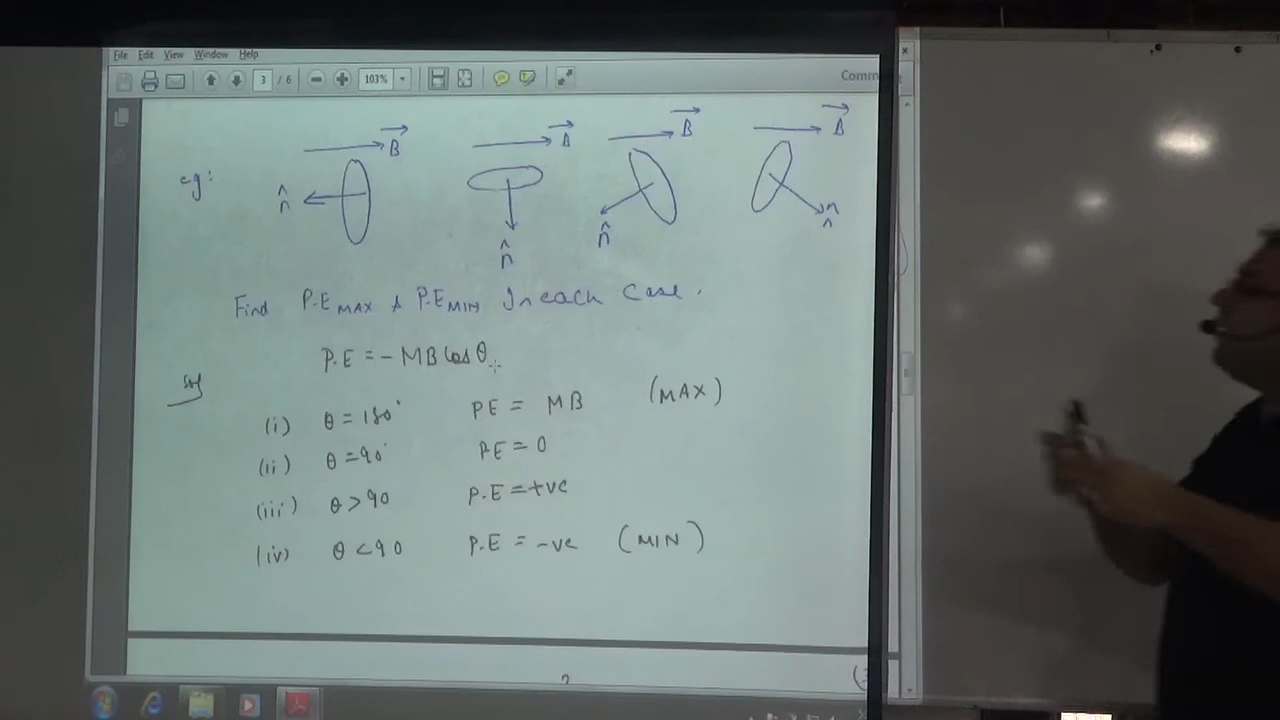 File Edit View Window Help
3 / 6 103% Comm
B⃗ B⃗ B⃗ B⃗
eg:
n̂ n̂ n̂ n̂
Find P.E MAX & P.E MIN In each case.
P.E = - MB Cos θ
Sol
(i) θ = 180° PE = MB (MAX)
(ii) θ = 90° P.E = 0
(iii) θ > 90 P.E = +ve
(iv) θ < 90 P.E = -ve (MIN)